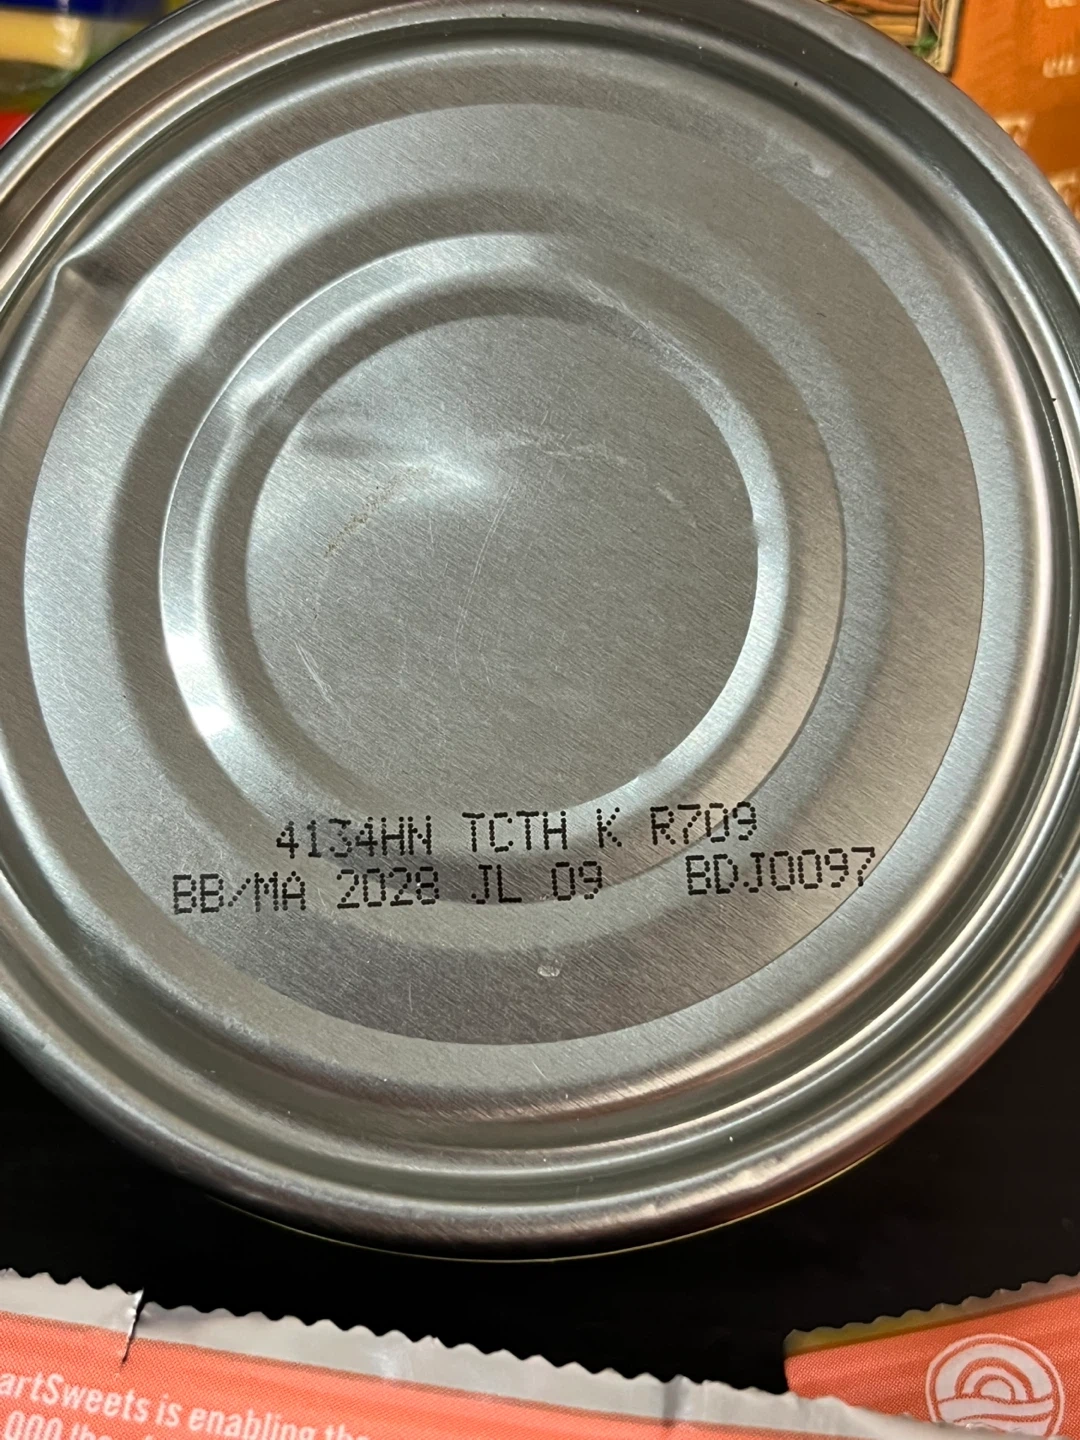 4134HN TCTH K R709
BB/MA 2028 JL 09 BDJ0097
artSweets is enabling the